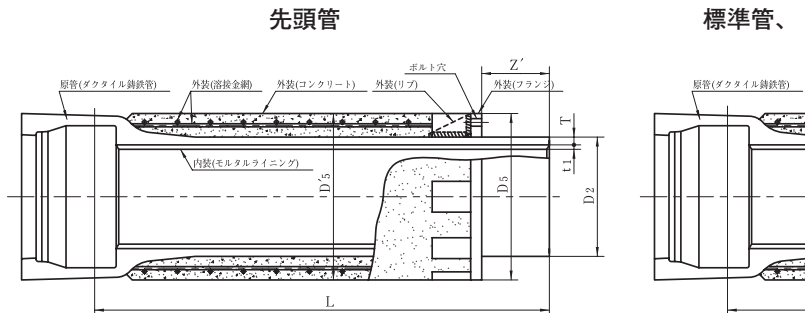 先頭管
標準管、
ボルト穴
Z′
原管(ダクタイル鋳鉄管)
外装(溶接金網)
外装(コンクリート)
外装(リブ)
外装(フランジ)
原管(ダクタイル鋳鉄管)
T
内装(モルタルライニング)
t1
D′5
D5
D2
L